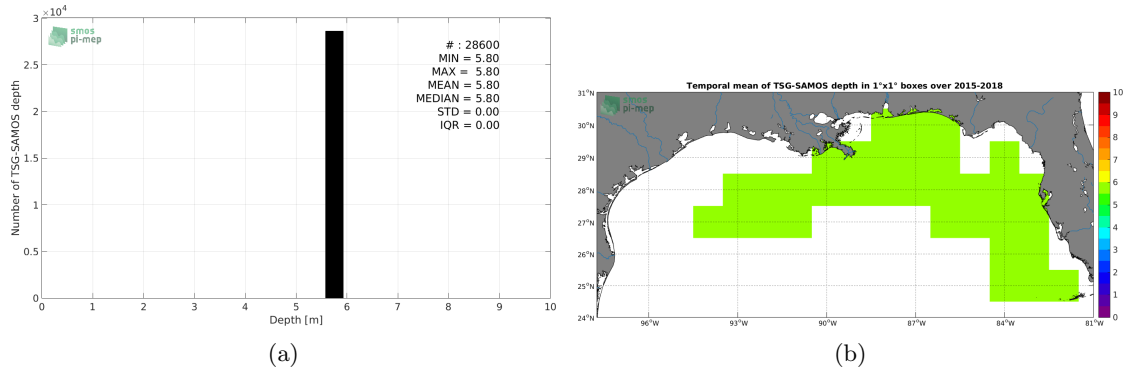 ×10⁴
3
2.5
2
1.5
1
0.5
0
Number of TSG-SAMOS depth
smos
pi-mep
# : 28600
MIN = 5.80
MAX = 5.80
MEAN = 5.80
MEDIAN = 5.80
STD = 0.00
IQR = 0.00
0 1 2 3 4 5 6 7 8 9 10
Depth [m]
(a)
Temporal mean of TSG-SAMOS depth in 1°x1° boxes over 2015-2018
smos
pi-mep
31°N
30°N
29°N
28°N
27°N
26°N
25°N
24°N
96°W 93°W 90°W 87°W 84°W 81°W
10
9
8
7
6
5
4
3
2
1
0
(b)